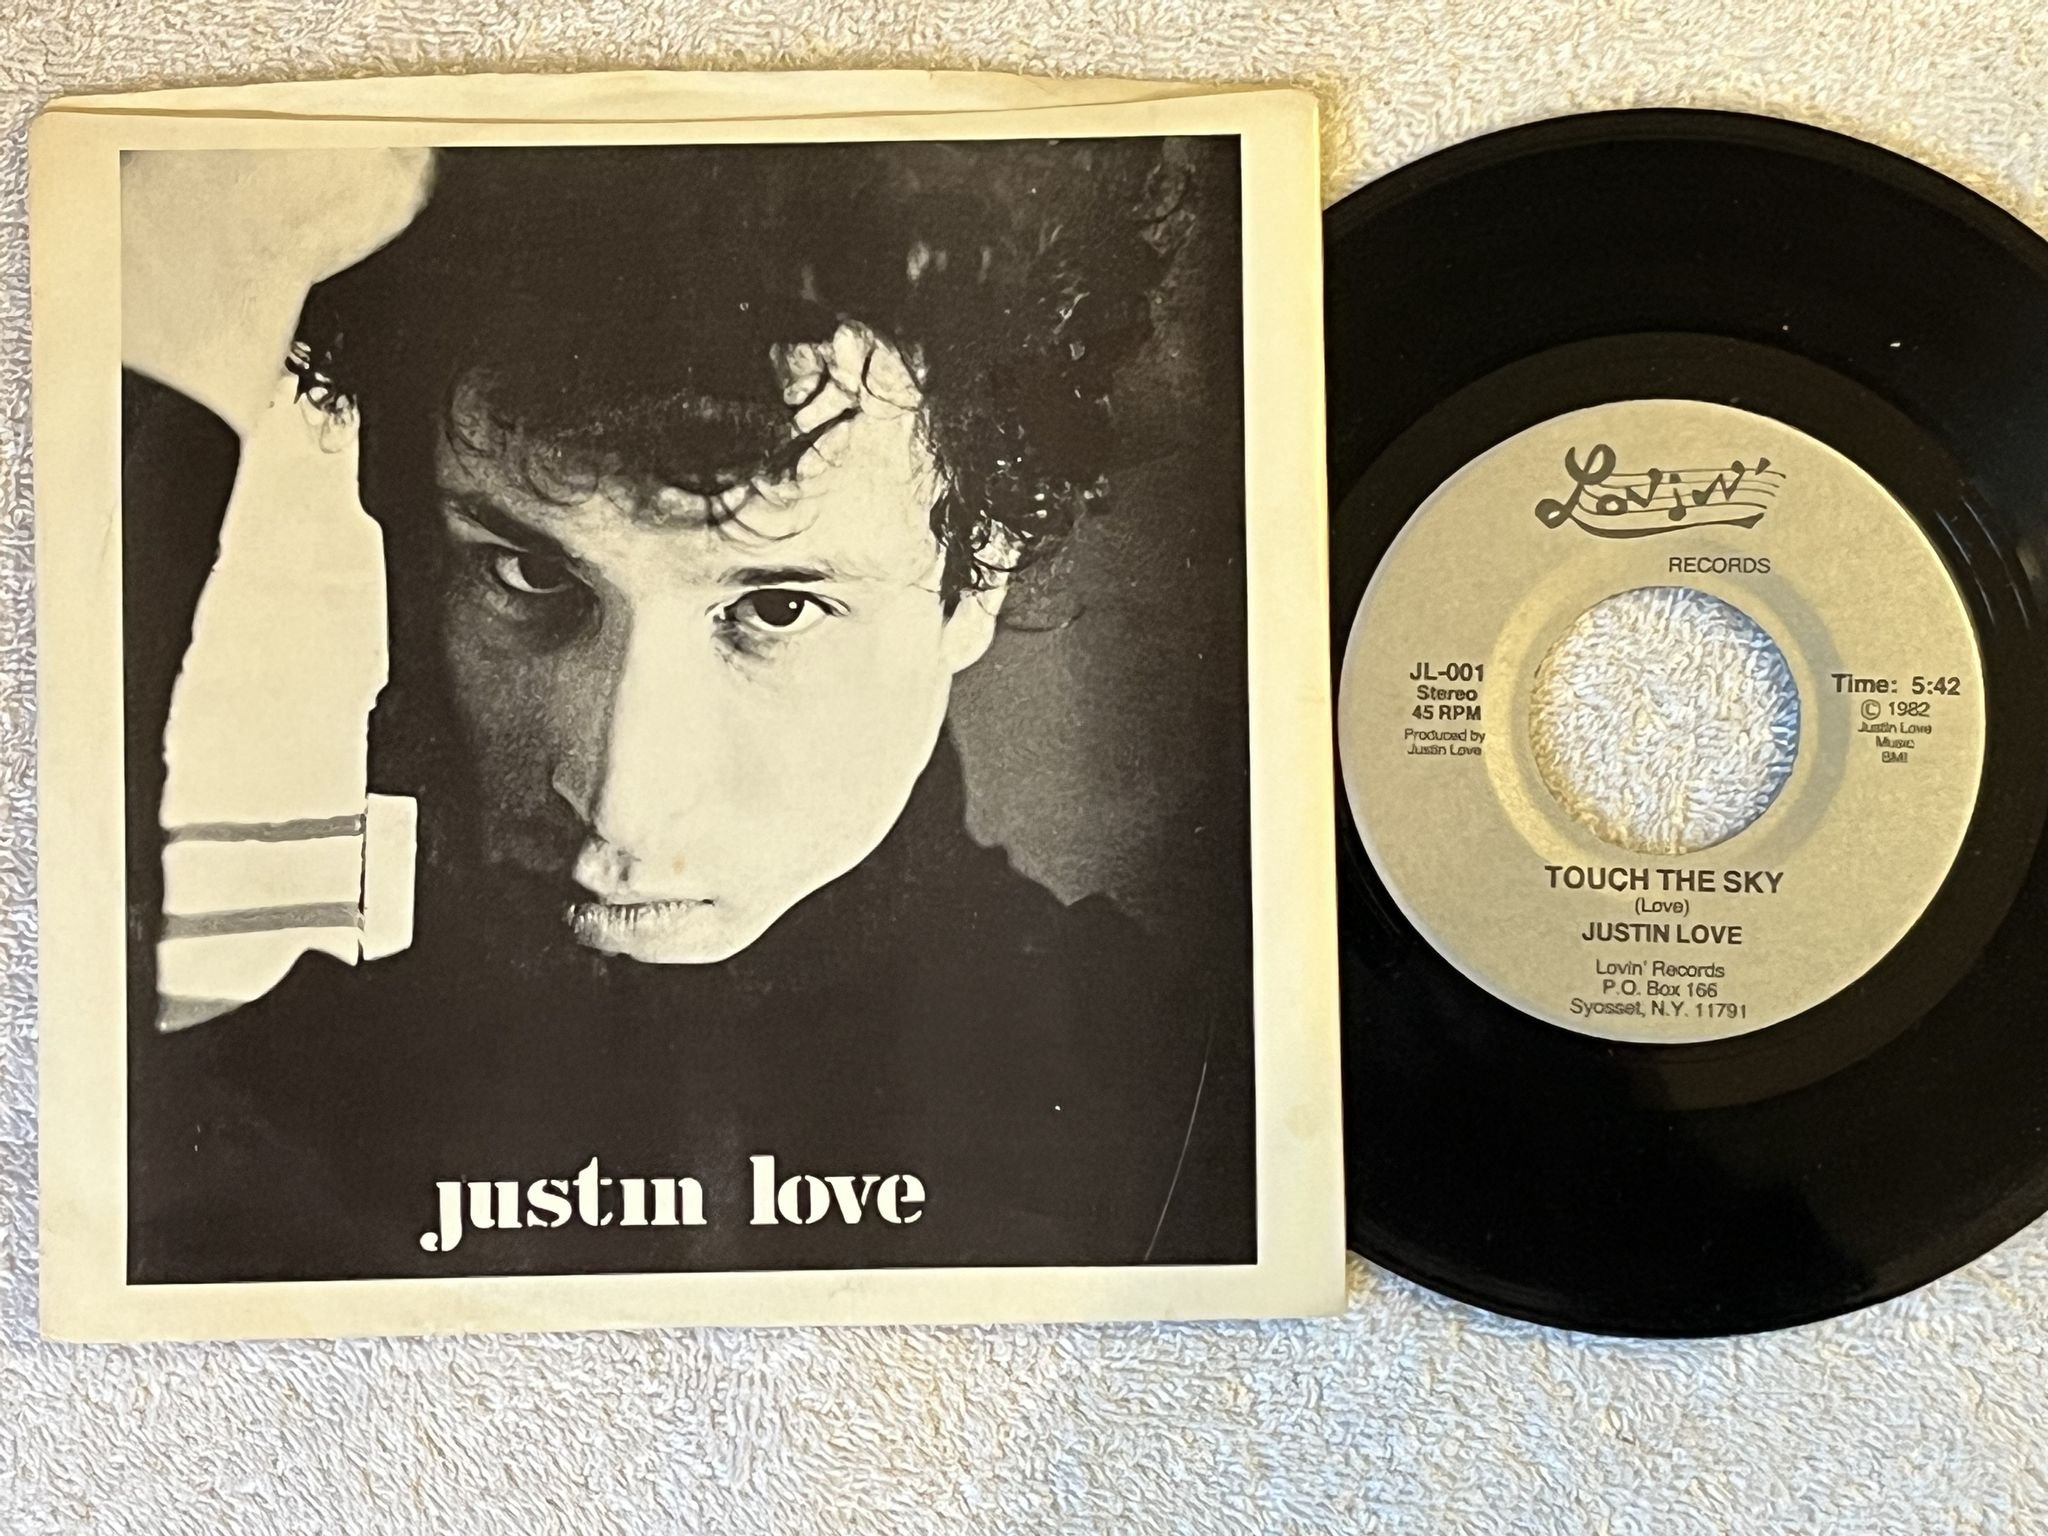 justin love
Lovin'
RECORDS
JL-001
Stereo
45 RPM
Produced by
Justin Love
Time: 5:42
© 1982
Justin Love
Music
BMI
TOUCH THE SKY
(Love)
JUSTIN LOVE
Lovin' Records
P.O. Box 166
Syosset, N.Y. 11791